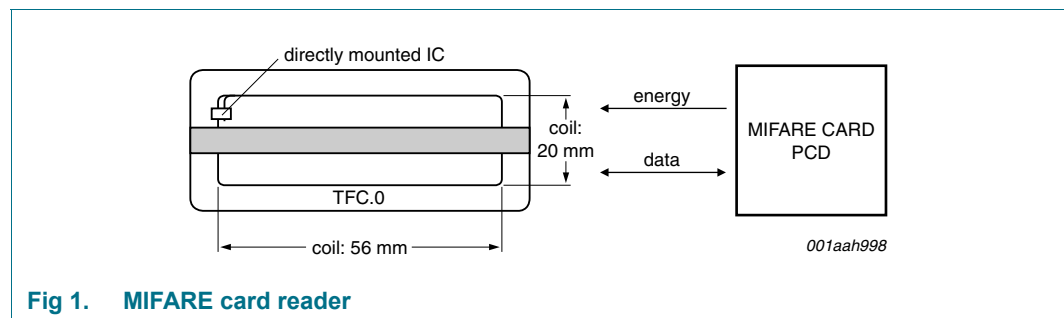 directly mounted IC
coil:
20 mm
TFC.0
coil: 56 mm
energy
data
MIFARE CARD
PCD
001aah998
Fig 1. MIFARE card reader